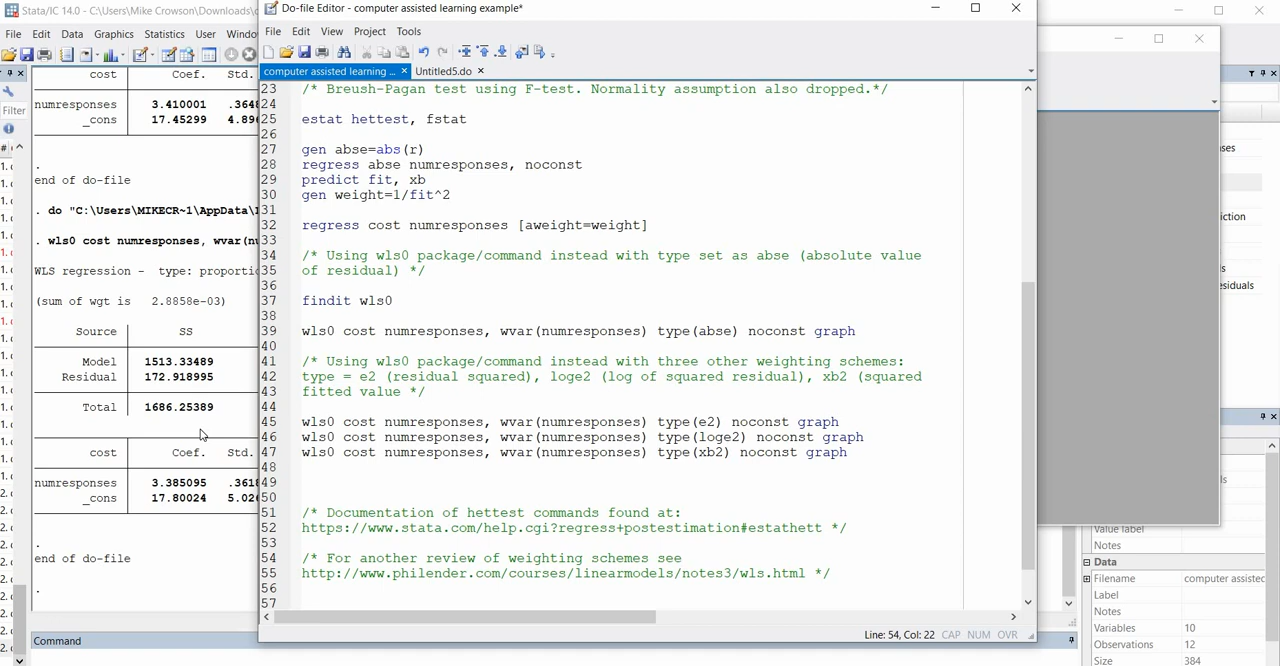 Stata/IC 14.0 - C:\Users\Mike Crowson\Downloads\c
File Edit Data Graphics Statistics User Windo
Filter
cost Coef. Std.
numresponses 3.410001 .3648
_cons 17.45299 4.896
.
end of do-file
. do "C:\Users\MIKECR~1\AppData\
. wls0 cost numresponses, wvar(nu
WLS regression - type: proportio
(sum of wgt is 2.8858e-03)
Source SS
Model 1513.33489
Residual 172.918995
Total 1686.25389
cost Coef. Std.
numresponses 3.385095 .3618
_cons 17.80024 5.026
.
end of do-file
.
Command
Do-file Editor - computer assisted learning example*
File Edit View Project Tools
computer assisted learning ... Untitled5.do
23 /* Breush-Pagan test using F-test. Normality assumption also dropped.*/
24
25 estat hettest, fstat
26
27 gen abse=abs(r)
28 regress abse numresponses, noconst
29 predict fit, xb
30 gen weight=1/fit^2
31
32 regress cost numresponses [aweight=weight]
33
34 /* Using wls0 package/command instead with type set as abse (absolute value
35 of residual) */
36
37 findit wls0
38
39 wls0 cost numresponses, wvar(numresponses) type(abse) noconst graph
40
41 /* Using wls0 package/command instead with three other weighting schemes:
42 type = e2 (residual squared), loge2 (log of squared residual), xb2 (squared
43 fitted value */
44
45 wls0 cost numresponses, wvar(numresponses) type(e2) noconst graph
46 wls0 cost numresponses, wvar(numresponses) type(loge2) noconst graph
47 wls0 cost numresponses, wvar(numresponses) type(xb2) noconst graph
48
49
50
51 /* Documentation of hettest commands found at:
52 https://www.stata.com/help.cgi?regress+postestimation#estathett */
53
54 /* For another review of weighting schemes see
55 http://www.philender.com/courses/linearmodels/notes3/wls.html */
56
57
Line: 54, Col: 22 CAP NUM OVR
Value label
Notes
Data
Filename computer assisted
Label
Notes
Variables 10
Observations 12
Size 384